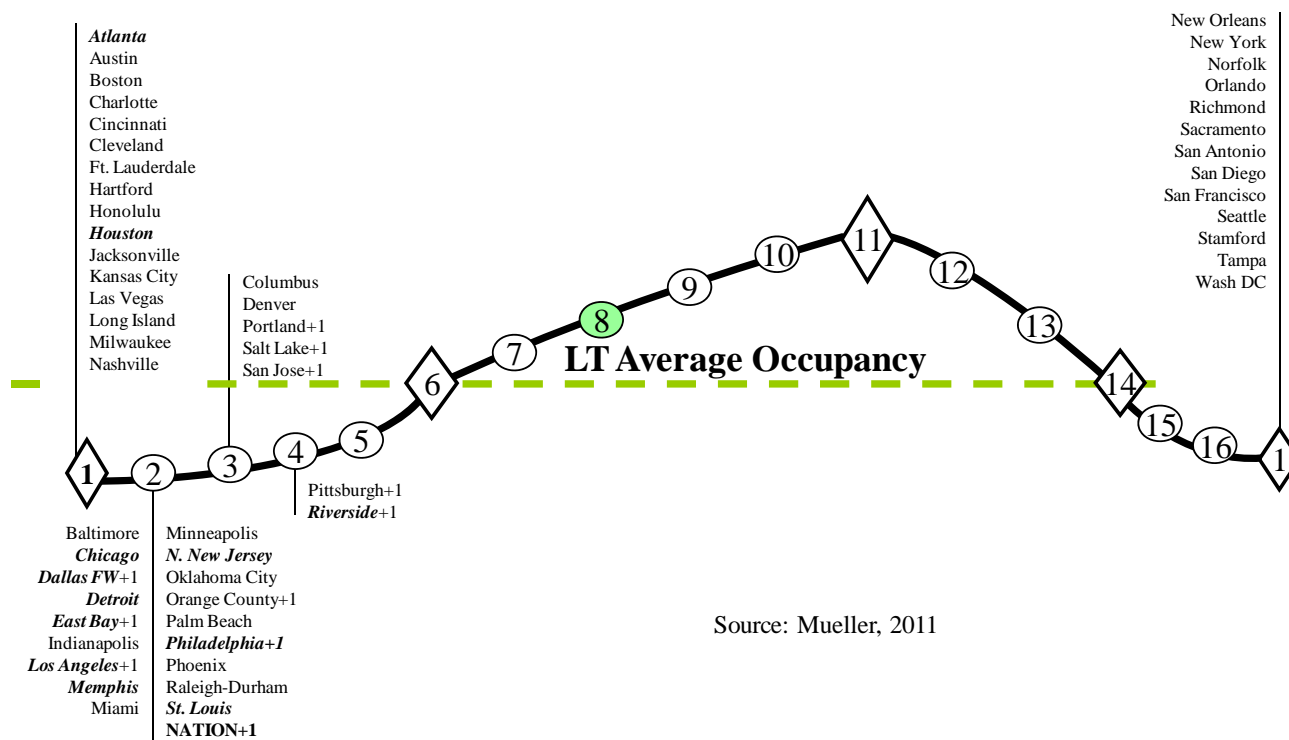 Atlanta
Austin
Boston
Charlotte
Cincinnati
Cleveland
Ft. Lauderdale
Hartford
Honolulu
Houston
Jacksonville
Kansas City
Las Vegas
Long Island
Milwaukee
Nashville
Columbus
Denver
Portland+1
Salt Lake+1
San Jose+1
New Orleans
New York
Norfolk
Orlando
Richmond
Sacramento
San Antonio
San Diego
San Francisco
Seattle
Stamford
Tampa
Wash DC
LT Average Occupancy
1
2
3
4
5
6
7
8
9
10
11
12
13
14
15
16
1
Pittsburgh+1
Riverside+1
Baltimore
Chicago
Dallas FW+1
Detroit
East Bay+1
Indianapolis
Los Angeles+1
Memphis
Miami
Minneapolis
N. New Jersey
Oklahoma City
Orange County+1
Palm Beach
Philadelphia+1
Phoenix
Raleigh-Durham
St. Louis
NATION+1
Source: Mueller, 2011